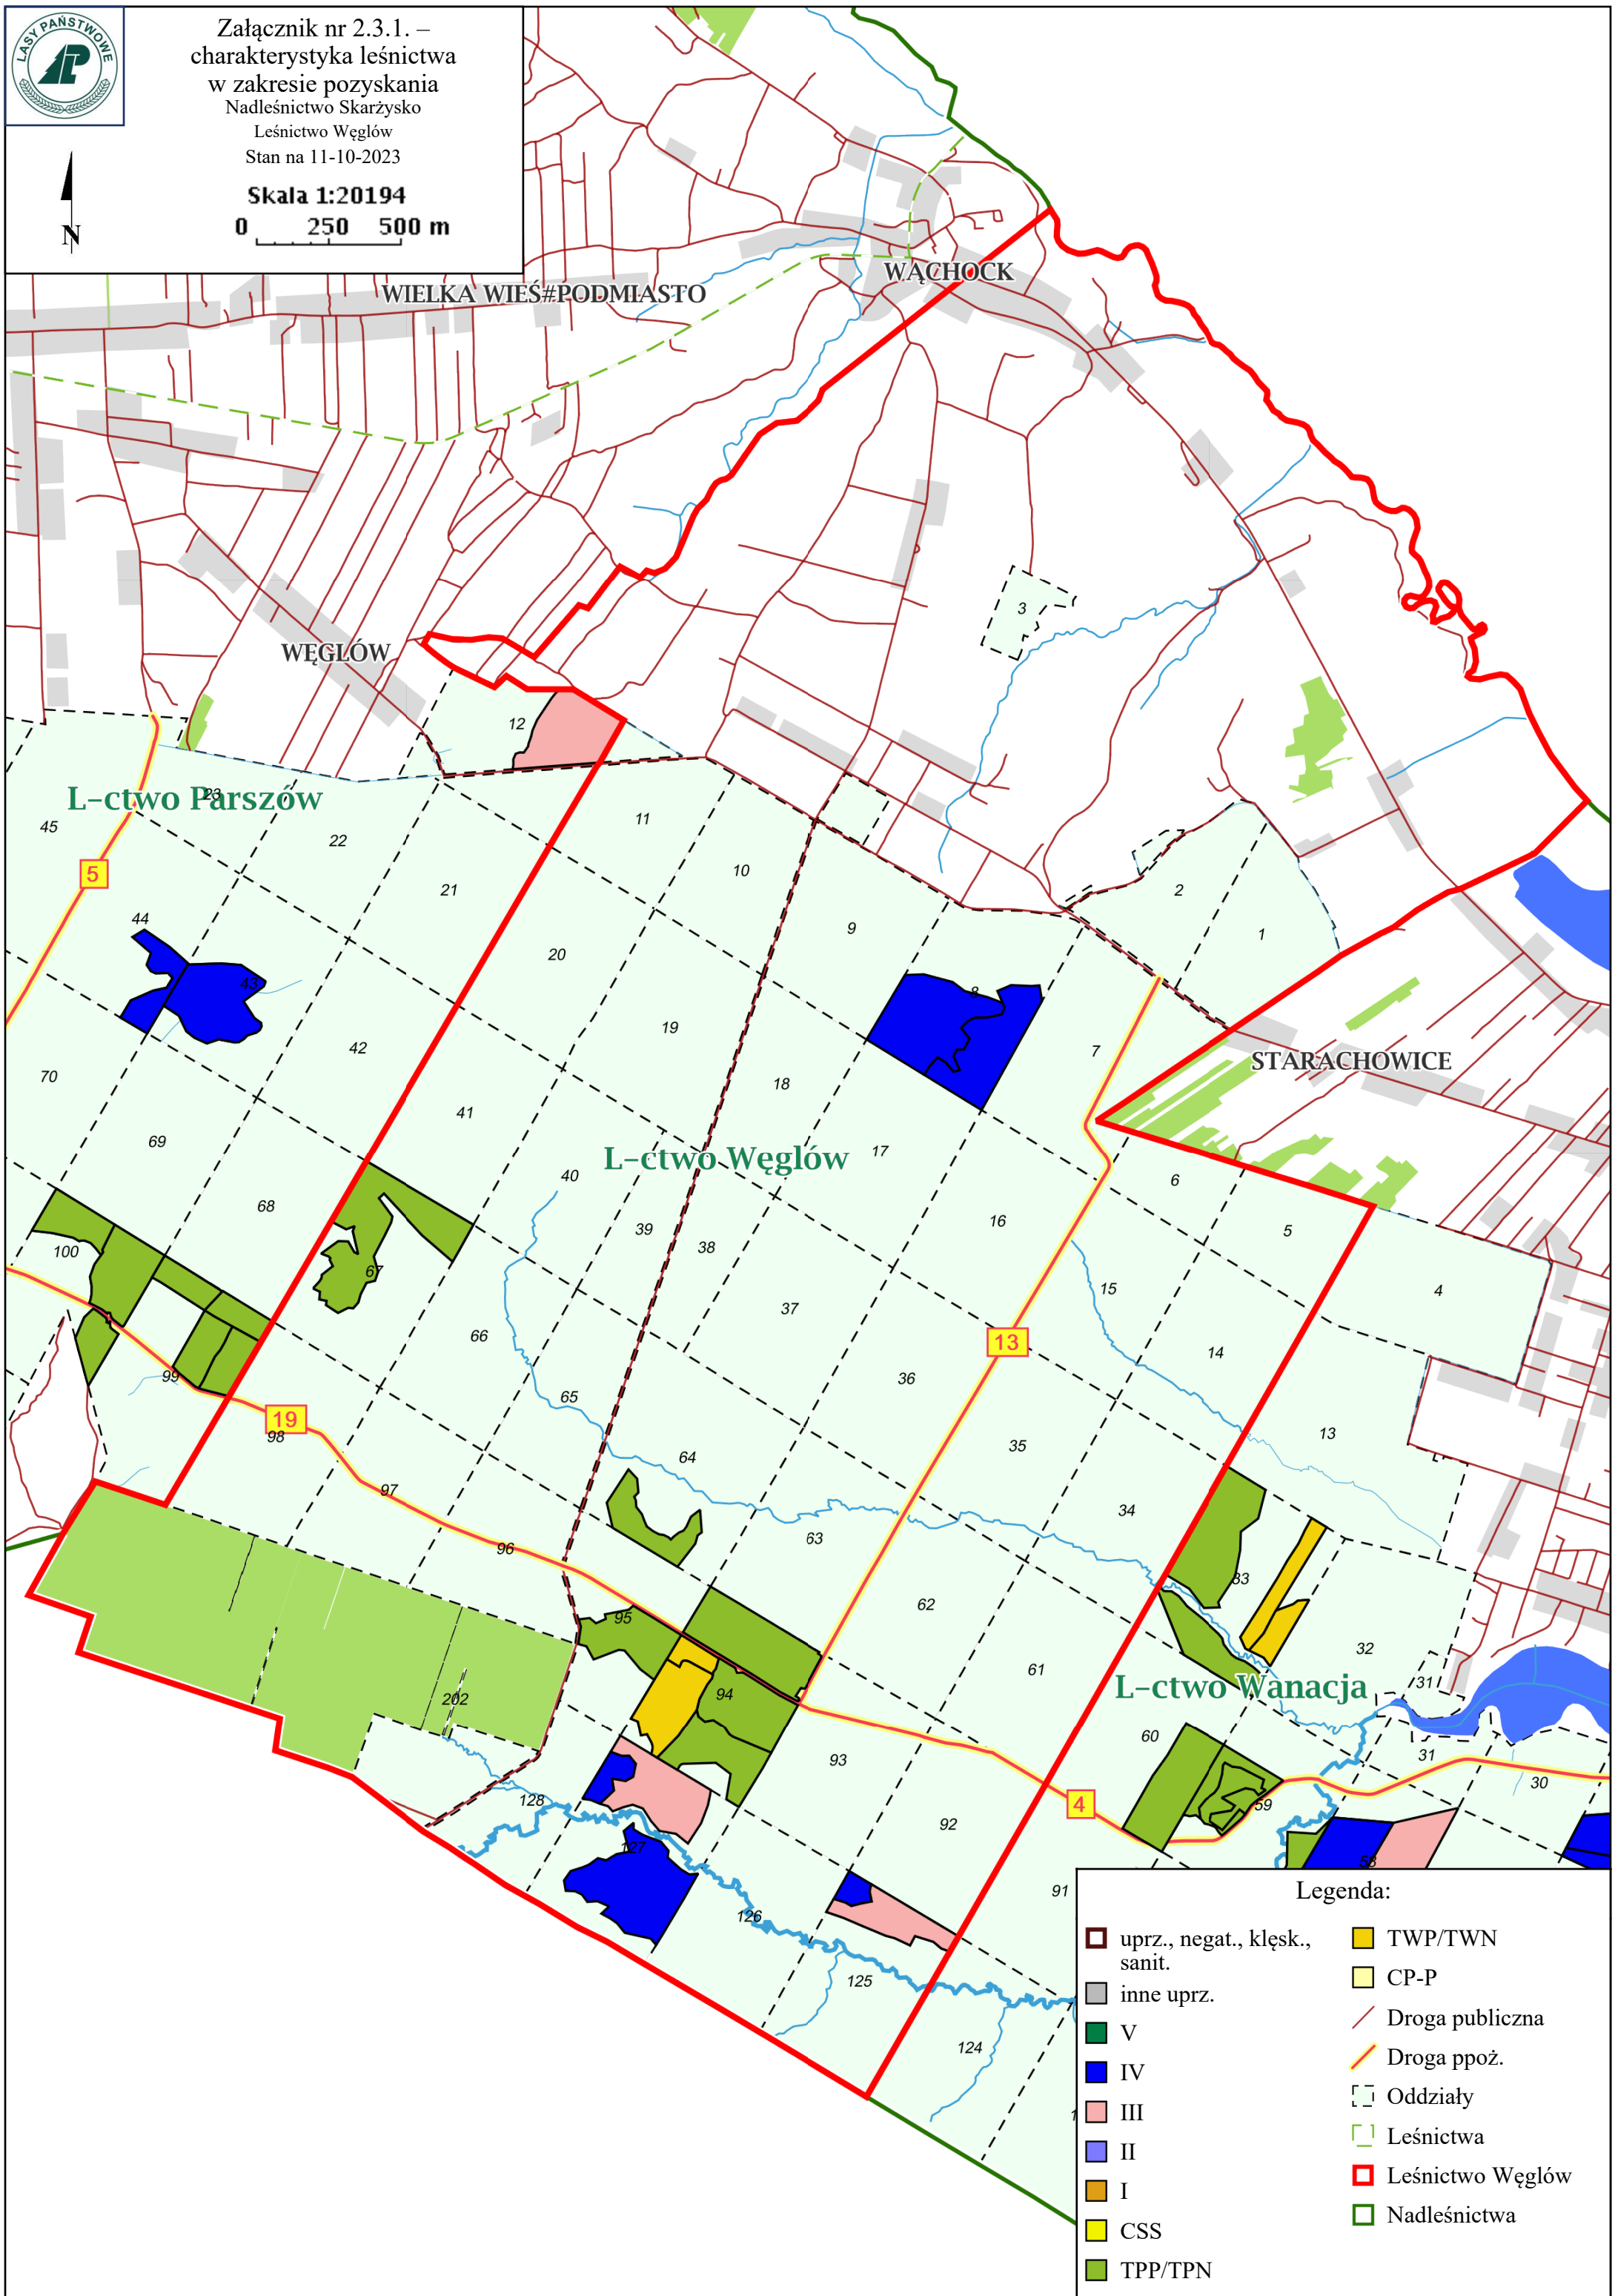 LASY PAŃSTWOWE
Załącznik nr 2.3.1. –
charakterystyka leśnictwa
w zakresie pozyskania
Nadleśnictwo Skarżysko
Leśnictwo Węglów
Stan na 11-10-2023
Skala 1:20194
0 250 500 m
N
WĄCHOCK
WIELKA WIEŚ#PODMIASTO
3
WĘGLÓW
12
L-ctwo Parszów
23
45
22
11
5
21
10
2
44
9
1
20
43
8
19
42
7
STARACHOWICE
70
18
41
69
L-ctwo Węglów
17
40
6
68
39
16
5
100
38
67
15
4
37
66
13
14
99
36
65
19
98
13
35
64
97
34
63
96
33
62
95
32
61
L-ctwo Wanacja
31
94
202
60
93
31
30
128
4
59
92
127
58
91
126
125
124
1
Legenda:
uprz., negat., klęsk.,
sanit.
inne uprz.
V
IV
III
II
I
CSS
TPP/TPN
TWP/TWN
CP-P
Droga publiczna
Droga ppoż.
Oddziały
Leśnictwa
Leśnictwo Węglów
Nadleśnictwa